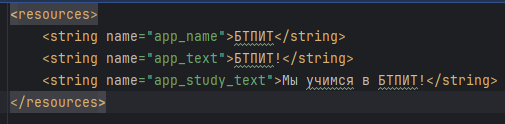 <resources>
<string name="app_name">БТПИТ</string>
<string name="app_text">БТПИТ!</string>
<string name="app_study_text">Мы учимся в БТПИТ!</string>
</resources>